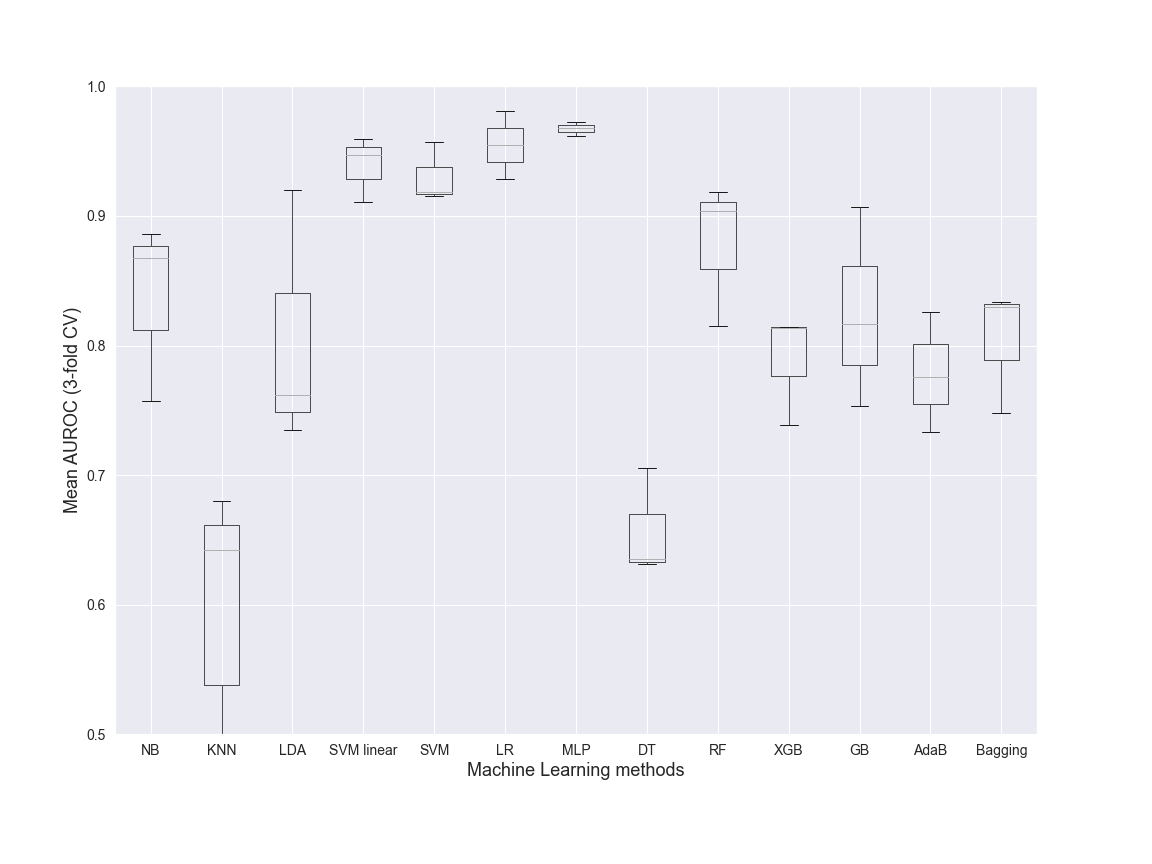 Mean AUROC (3-fold CV)
1.0
0.9
0.8
0.7
0.6
0.5
NB KNN LDA SVM linear SVM LR MLP DT RF XGB GB AdaB Bagging
Machine Learning methods